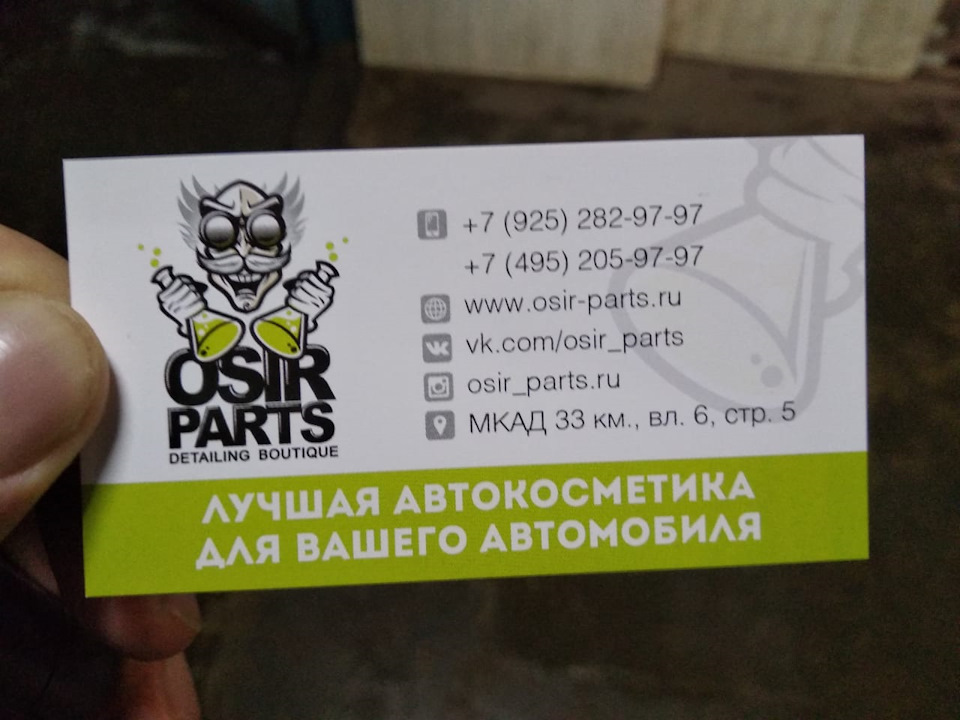 OSIR
PARTS
DETAILING BOUTIQUE
+7 (925) 282-97-97
+7 (495) 205-97-97
www.osir-parts.ru
vk.com/osir_parts
osir_parts.ru
МКАД 33 км., вл. 6, стр. 5
ЛУЧШАЯ АВТОКОСМЕТИКА
ДЛЯ ВАШЕГО АВТОМОБИЛЯ